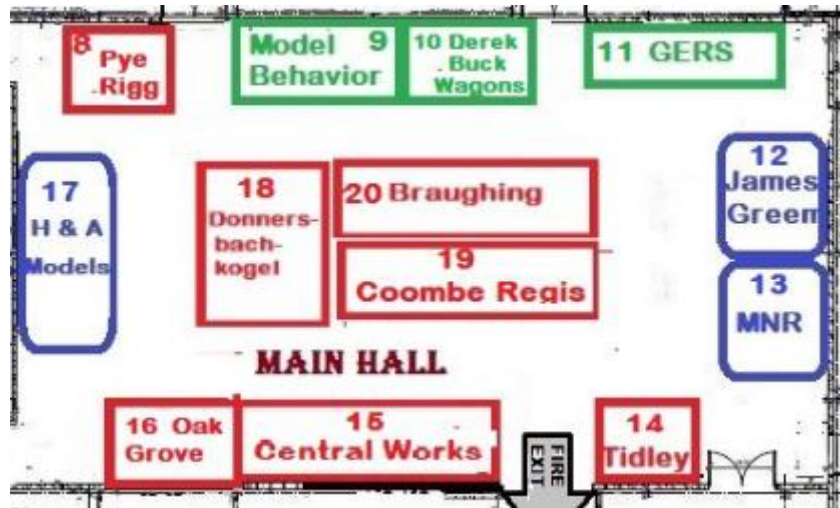 8 Pye
Rigg
Model 9
Behavior
10 Derek
Buck
Wagons
11 GERS
17
H & A
Models
18
Donners-
bach-
kogel
20 Braughing
19
Coombe Regis
12
James
Green
13
MNR
MAIN HALL
16 Oak
Grove
15
Central Works
FIRE
EXIT
14
Tidley